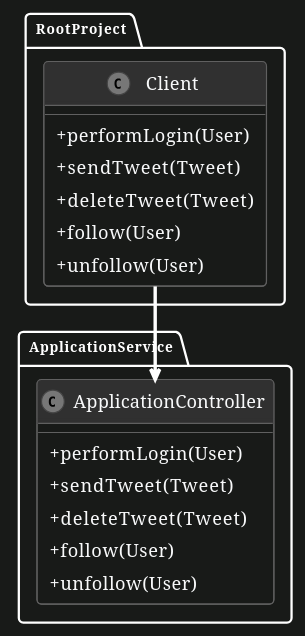 RootProject
C Client
+performLogin(User)
+sendTweet(Tweet)
+deleteTweet(Tweet)
+follow(User)
+unfollow(User)
ApplicationService
C ApplicationController
+performLogin(User)
+sendTweet(Tweet)
+deleteTweet(Tweet)
+follow(User)
+unfollow(User)